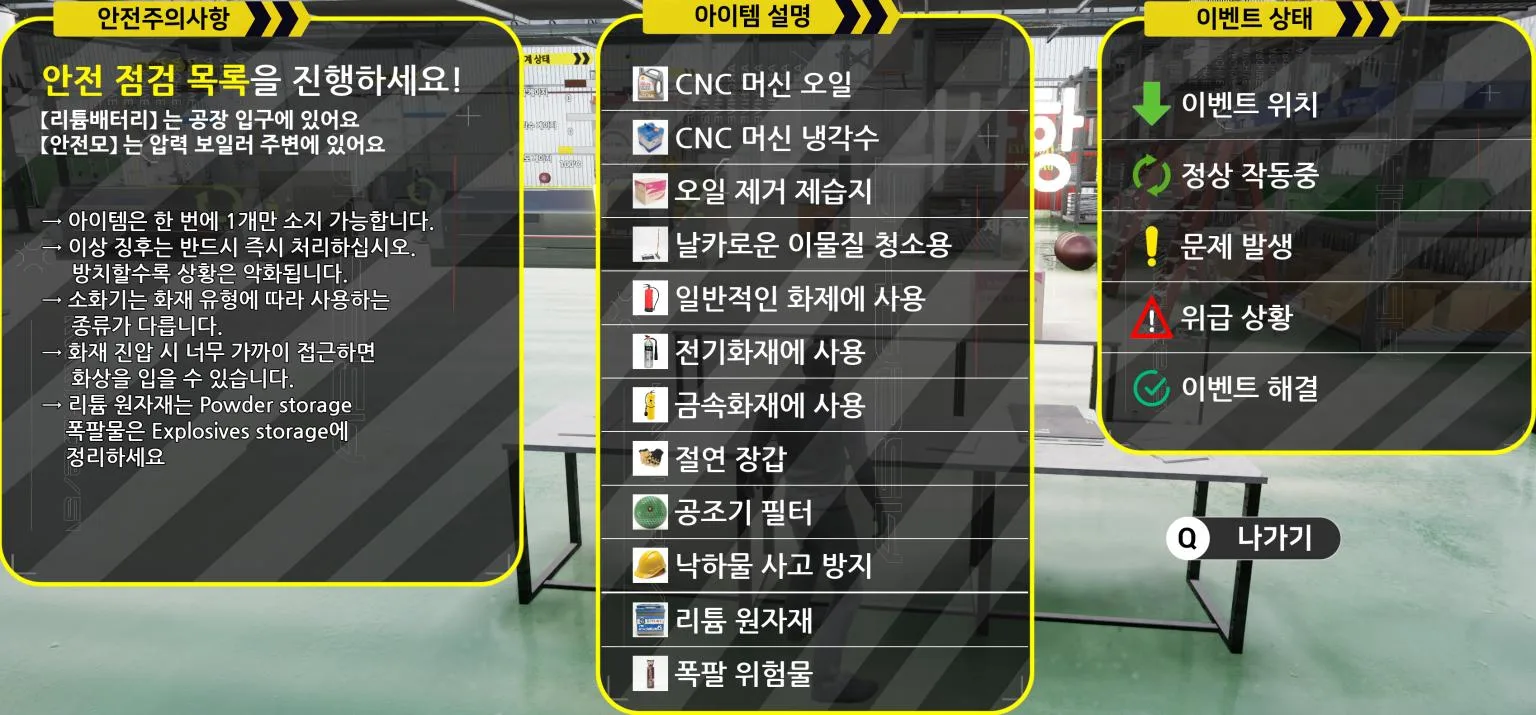 안전주의사항
안전 점검 목록을 진행하세요!
【리튬배터리】는 공장 입구에 있어요
【안전모】는 압력 보일러 주변에 있어요
→ 아이템은 한 번에 1개만 소지 가능합니다.
→ 이상 징후는 반드시 즉시 처리하십시오.
방치할수록 상황은 악화됩니다.
→ 소화기는 화재 유형에 따라 사용하는
종류가 다릅니다.
→ 화재 진압 시 너무 가까이 접근하면
화상을 입을 수 있습니다.
→ 리튬 원자재는 Powder storage
폭팔물은 Explosives storage에
정리하세요
계 상태
아이템 설명
CNC 머신 오일
CNC 머신 냉각수
오일 제거 제습지
날카로운 이물질 청소용
일반적인 화제에 사용
전기화재에 사용
금속화재에 사용
절연 장갑
공조기 필터
낙하물 사고 방지
리튬 원자재
폭팔 위험물
이벤트 상태
이벤트 위치
정상 작동중
문제 발생
위급 상황
이벤트 해결
Q 나가기